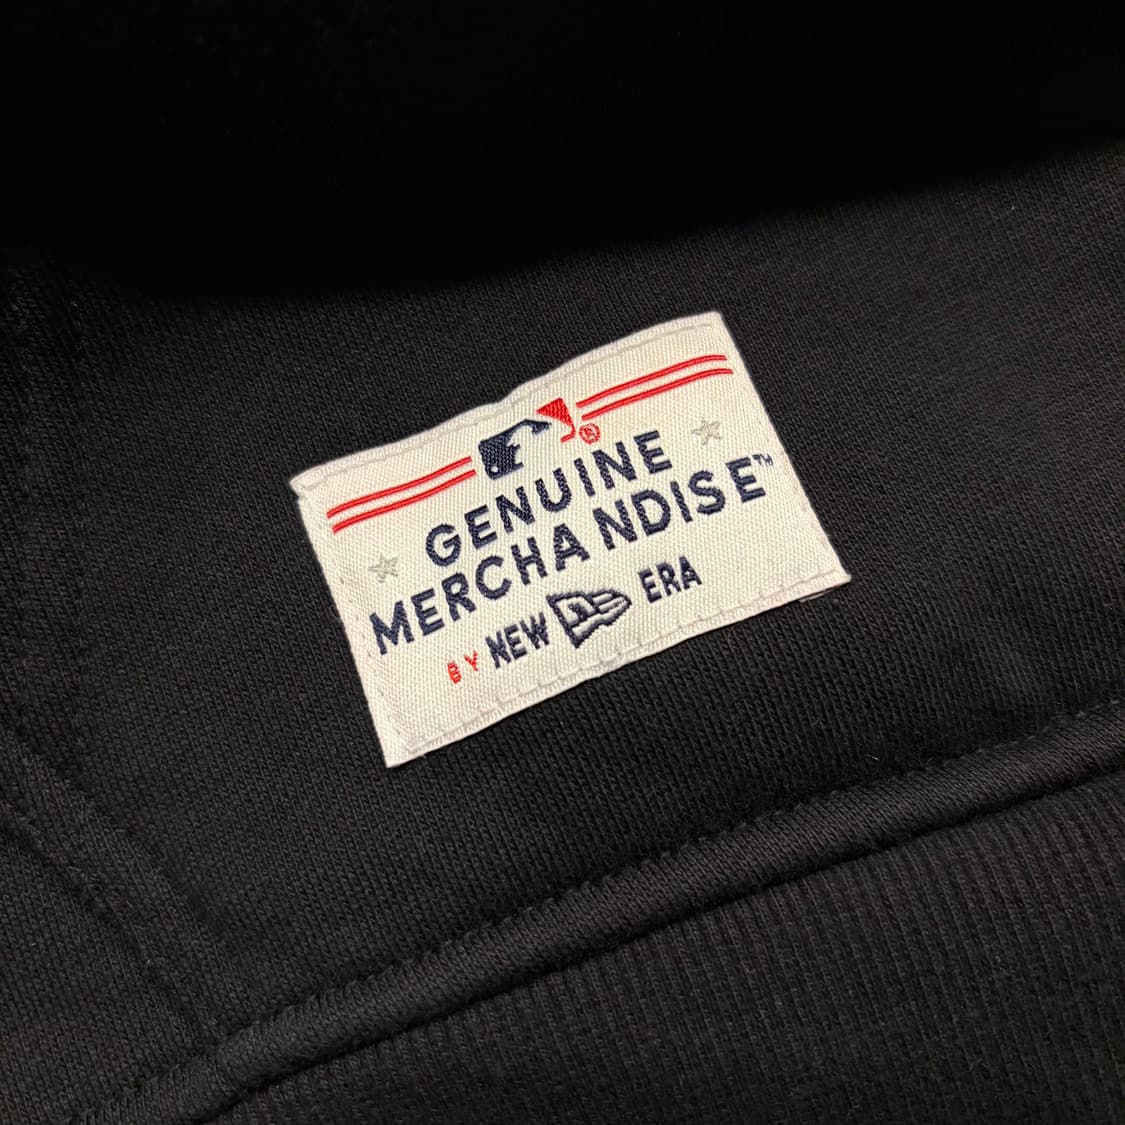 ®
GENUINE
MERCHANDISE™
BY NEW ERA